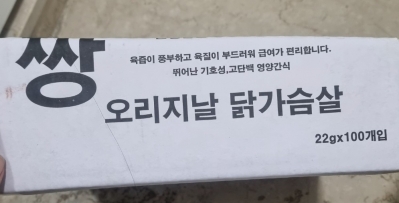 쌍
육즙이 풍부하고 육질이 부드러워 급여가 편리합니다.
뛰어난 기호성,고단백 영양간식
오리지날 닭가슴살
22gx100개입